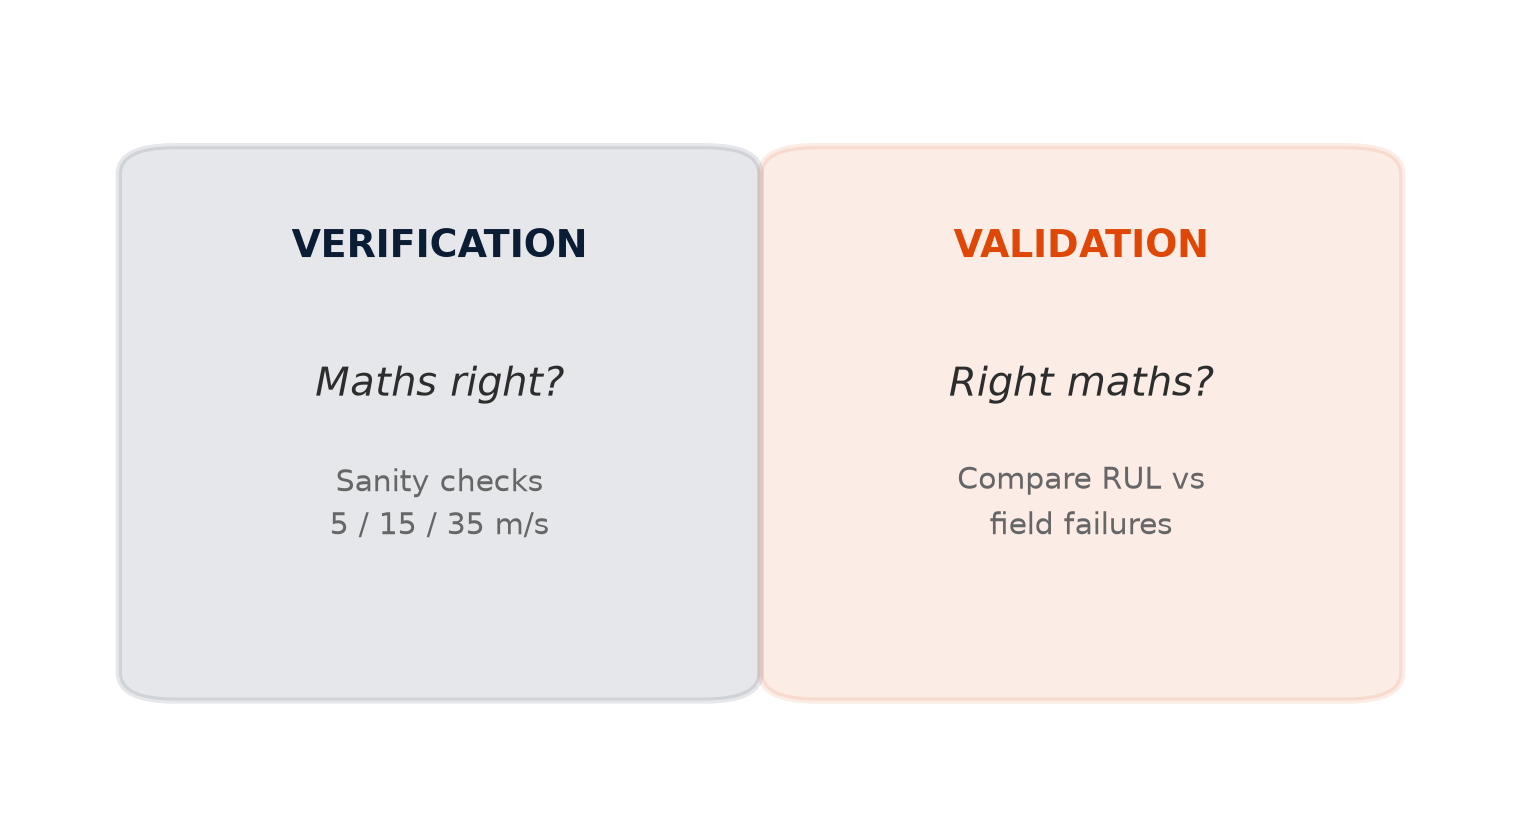 VERIFICATION
Maths right?
Sanity checks
5 / 15 / 35 m/s
VALIDATION
Right maths?
Compare RUL vs
field failures